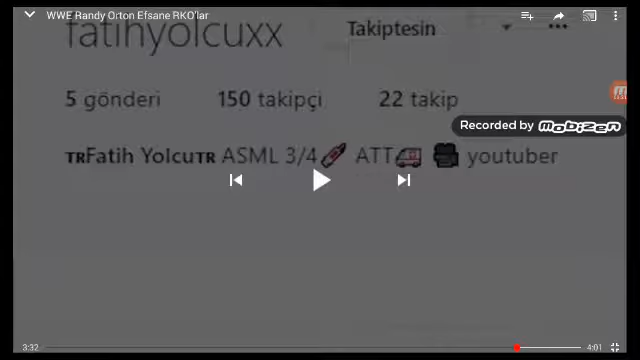 WWE Randy Orton Efsane RKO'lar
fatihyolcuxx
Takiptesin
5 gönderi 150 takipçi 22 takip
Recorded by mobizen
TRFatih YolcuTR ASML 3/4 ATT youtuber
3:32
4:01